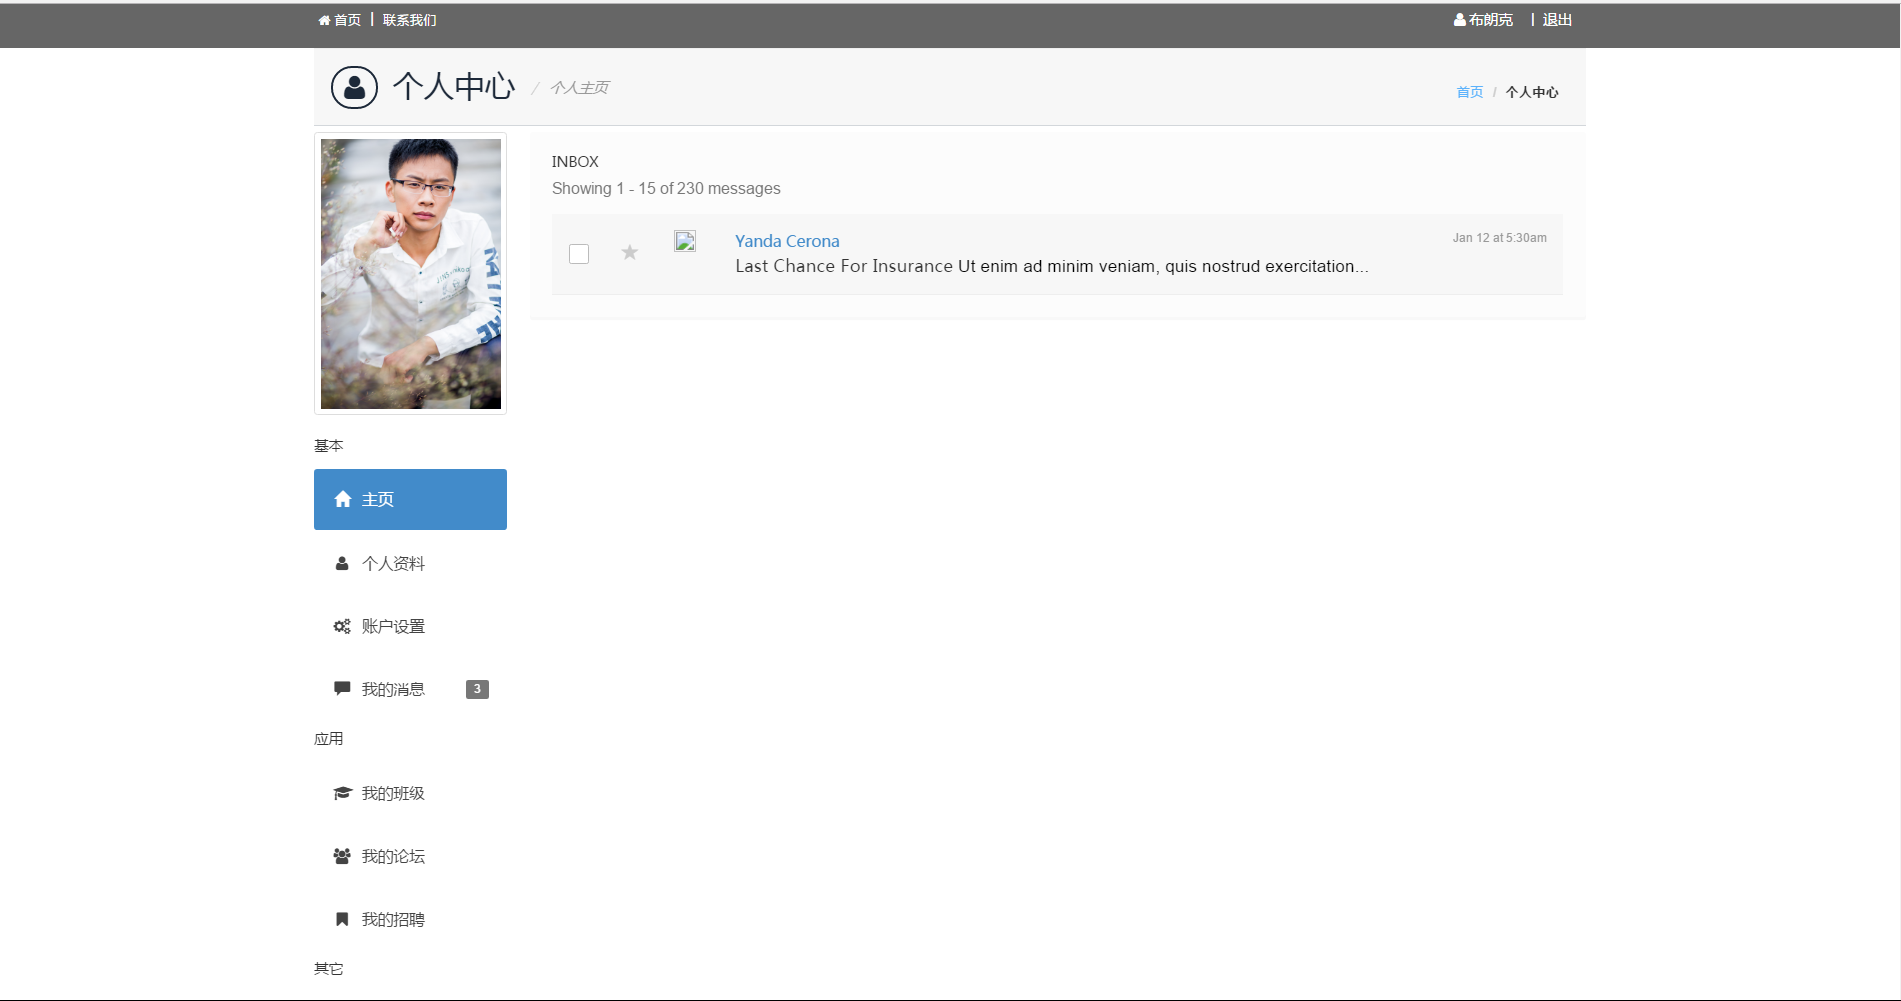 首页 | 联系我们
布朗克 | 退出
个人中心 / 个人主页
首页 / 个人中心
INBOX
Showing 1 - 15 of 230 messages
Yanda Cerona
Jan 12 at 5:30am
Last Chance For Insurance Ut enim ad minim veniam, quis nostrud exercitation...
基本
主页
个人资料
账户设置
我的消息 3
应用
我的班级
我的论坛
我的招聘
其它